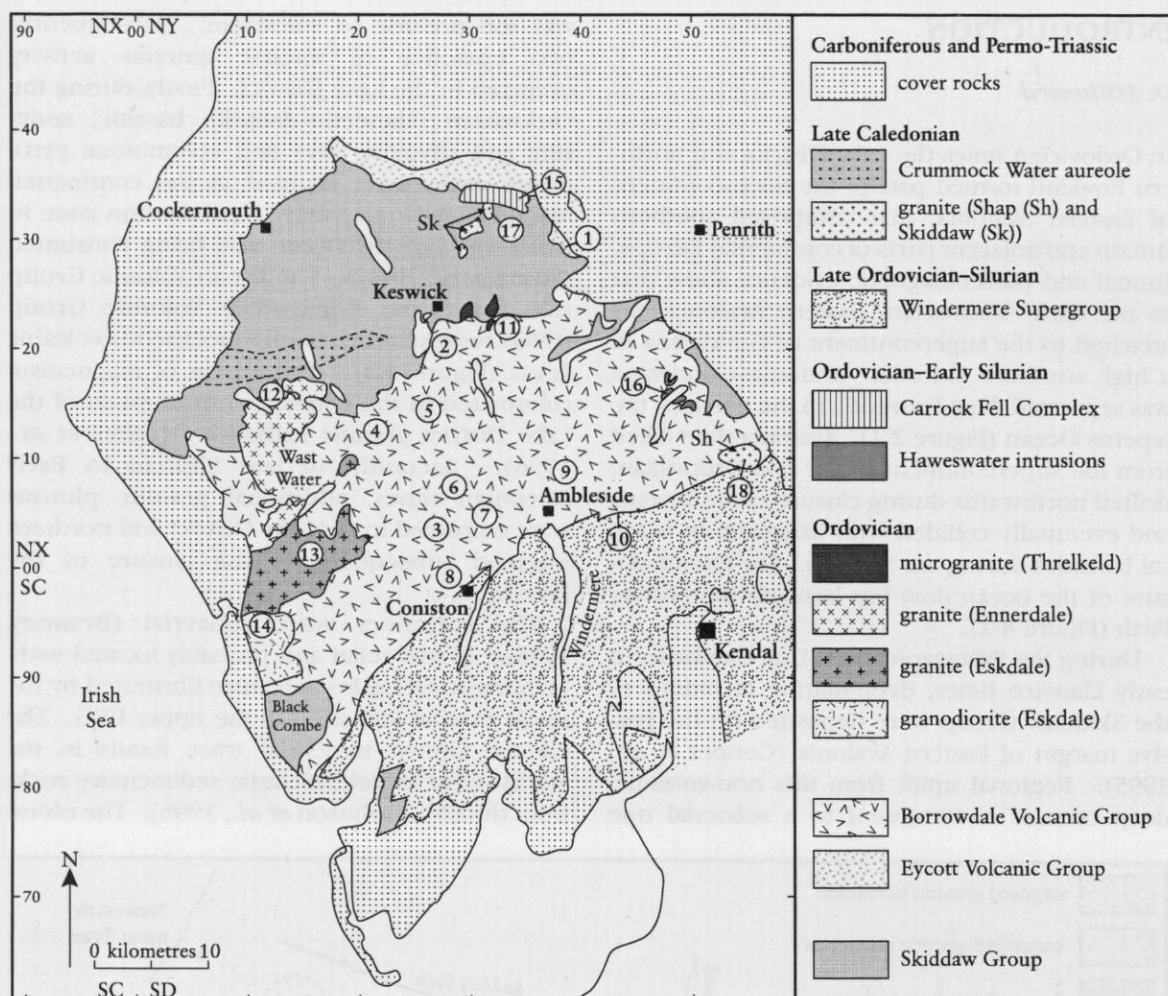 90 NX 00 NY 10 20 30 40 50
40
30
20
10
NX
00
SC
90
80
70
Cockermouth
Sk
15
17
1
Penrith
Keswick
11
2
12
16
5
4
Sh
Wast
Water
9
18
6
Ambleside
7
3
10
13
8
Coniston
Windermere
14
Kendal
Irish
Sea
Black
Combe
N
0 kilometres 10
SC SD
Carboniferous and Permo-Triassic
cover rocks
Late Caledonian
Crummock Water aureole
granite (Shap (Sh) and
Skiddaw (Sk))
Late Ordovician–Silurian
Windermere Supergroup
Ordovician–Early Silurian
Carrock Fell Complex
Haweswater intrusions
Ordovician
microgranite (Threlkeld)
granite (Ennerdale)
granite (Eskdale)
granodiorite (Eskdale)
Borrowdale Volcanic Group
Eycott Volcanic Group
Skiddaw Group